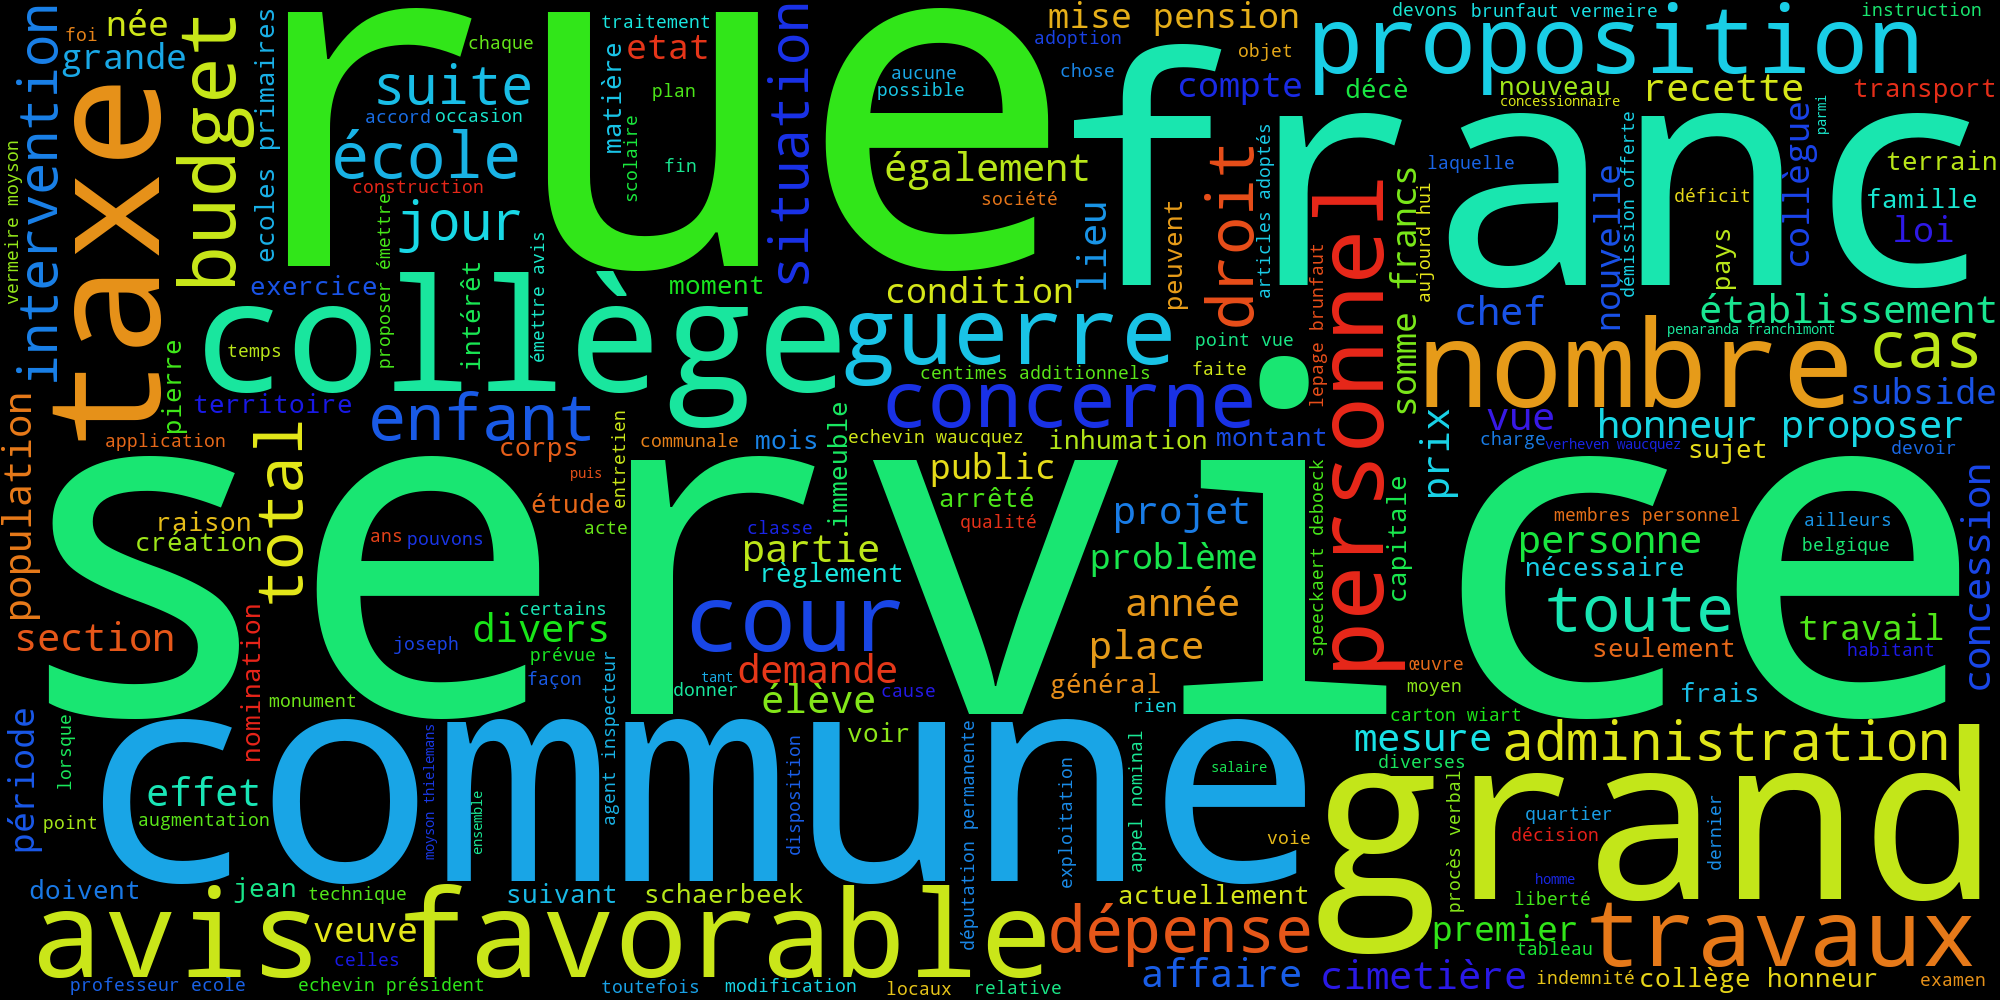 rue
franc
service
commune
grand
taxe
collège
avis favorable
proposition
personnel
nombre
guerre
concerne
travaux
dépense
administration
budget
intervention
situation
droit
école
suite
jour
enfant
total
cour
cas
toute
cimetière
affaire
mise pension
née
grande
foi
ecoles primaires
chaque
traitement
etat
matière
plan
scolaire
fin
accord
occasion
construction
aucune
possible
également
société
adoption
chose
objet
compte
décè
devons
brunfaut vermeire
instruction
nouveau
concessionnaire
recette
transport
parmi
collègue
terrain
laquelle
nouvelle
démission offerte
déficit
famille
loi
pays
articles adoptés
aujourd hui
somme francs
lepage brunfaut
lieu
peuvent
vermeire moyson
exercice
proposer émettre
intérêt
émettre avis
moment
condition
point vue
faite
centimes additionnels
chef
établissement
penaranda franchimont
subside
vue
honneur proposer
charge
verheven waucquez
sujet
devoir
prix
temps
pierre
territoire
application
population
corps
puis
entretien
communale
mois
immeuble
echevin waucquez
inhumation
montant
public
arrêté
qualité
projet
problème
étude
acte
classe
partie
règlement
raison
création
ans
pouvons
certains
divers
joseph
prévue
façon
section
nomination
monument
agent inspecteur
tant
donner
demande
élève
cause
année
place
général
rien
speeckaert deboeck
capitale
membres personnel
personne
nécessaire
ailleurs
belgique
travail
habitant
concession
seulement
œuvre
moyen
frais
carton wiart
mesure
diverses
période
lorsque
effet
point
augmentation
moyson thielemans
ensemble
disposition
voir
députation permanente
exploitation
appel nominal
salaire
voie
procès verbal
quartier
décision
dernier
homme
liberté
premier
tableau
doivent
jean
technique
suivant
schaerbeek
actuellement
veuve
celles
professeur ecole
echevin président
toutefois
modification
locaux
relative
indemnité
collège honneur
examen